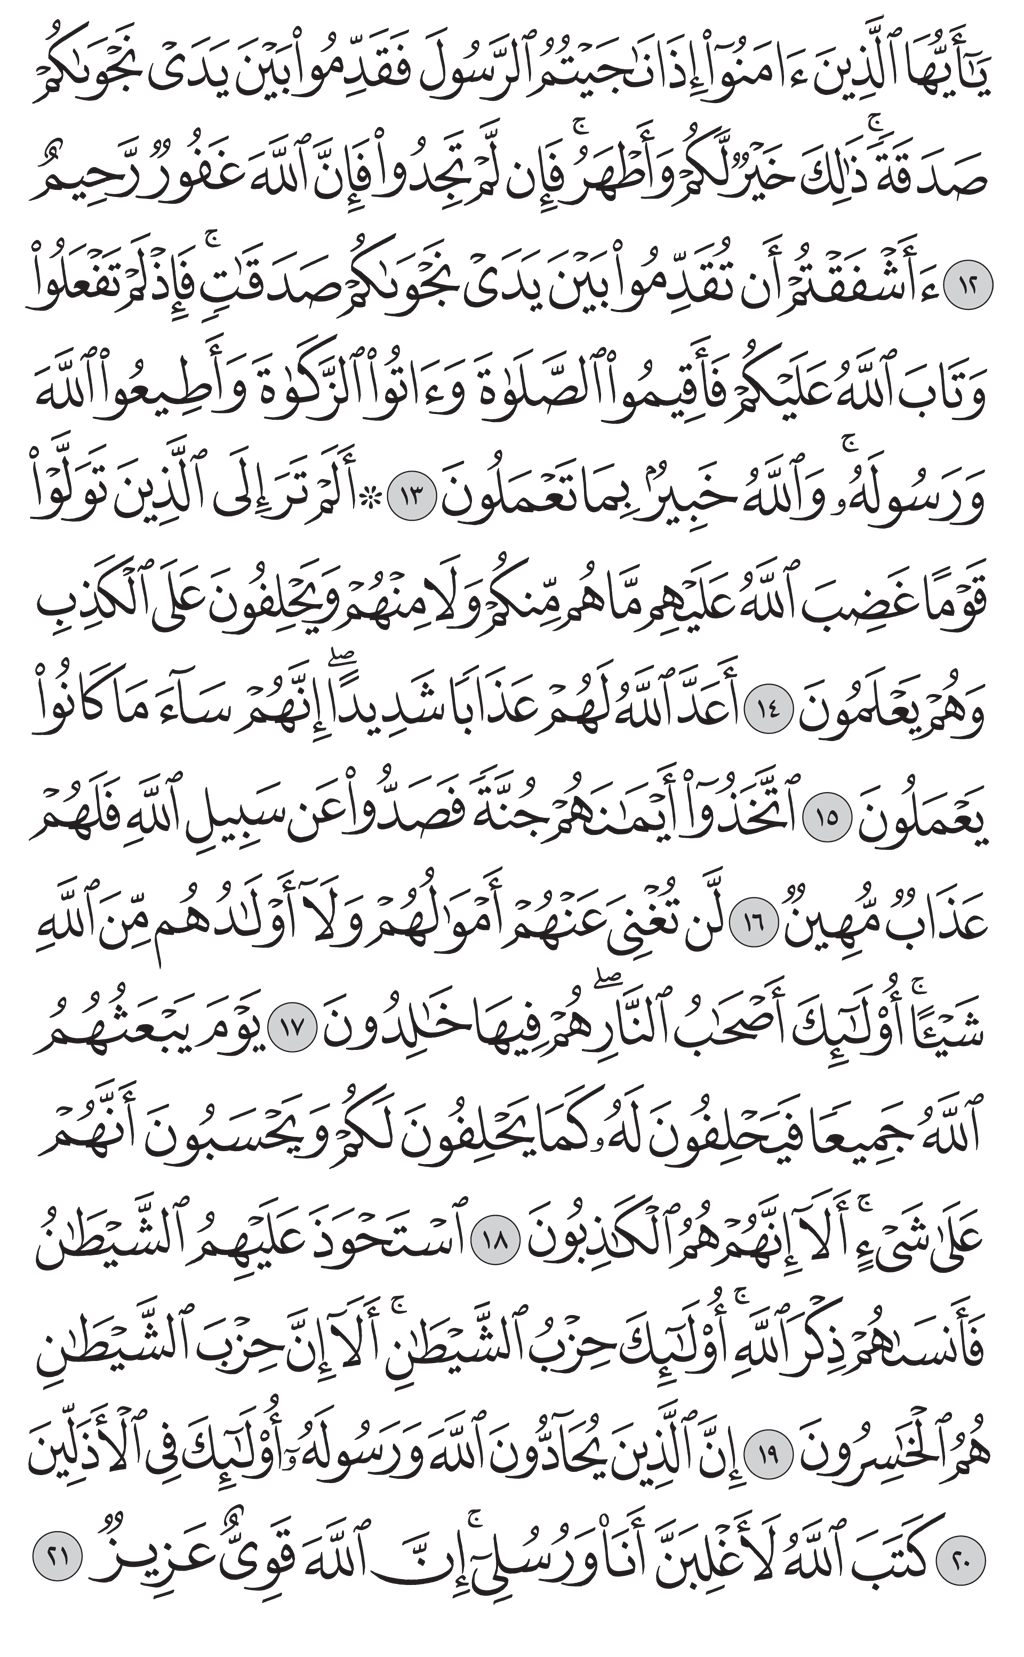 يَٰٓأَيُّهَا ٱلَّذِينَ ءَامَنُوٓا۟ إِذَا نَٰجَيْتُمُ ٱلرَّسُولَ فَقَدِّمُوا۟ بَيْنَ يَدَىْ نَجْوَىٰكُمْ
صَدَقَةً ۚ ذَٰلِكَ خَيْرٌ لَّكُمْ وَأَطْهَرُ ۚ فَإِن لَّمْ تَجِدُوا۟ فَإِنَّ ٱللَّهَ غَفُورٌ رَّحِيمٌ
١٢ ءَأَشْفَقْتُمْ أَن تُقَدِّمُوا۟ بَيْنَ يَدَىْ نَجْوَىٰكُمْ صَدَقَٰتٍ ۚ فَإِذْ لَمْ تَفْعَلُوا۟
وَتَابَ ٱللَّهُ عَلَيْكُمْ فَأَقِيمُوا۟ ٱلصَّلَوٰةَ وَءَاتُوا۟ ٱلزَّكَوٰةَ وَأَطِيعُوا۟ ٱللَّهَ
وَرَسُولَهُۥ ۚ وَٱللَّهُ خَبِيرٌۢ بِمَا تَعْمَلُونَ ١٣ ۞ أَلَمْ تَرَ إِلَى ٱلَّذِينَ تَوَلَّوْا۟
قَوْمًا غَضِبَ ٱللَّهُ عَلَيْهِم مَّا هُم مِّنكُمْ وَلَا مِنْهُمْ وَيَحْلِفُونَ عَلَى ٱلْكَذِبِ
وَهُمْ يَعْلَمُونَ ١٤ أَعَدَّ ٱللَّهُ لَهُمْ عَذَابًا شَدِيدًا ۖ إِنَّهُمْ سَآءَ مَا كَانُوا۟
يَعْمَلُونَ ١٥ ٱتَّخَذُوٓا۟ أَيْمَٰنَهُمْ جُنَّةً فَصَدُّوا۟ عَن سَبِيلِ ٱللَّهِ فَلَهُمْ
عَذَابٌ مُّهِينٌ ١٦ لَّن تُغْنِىَ عَنْهُمْ أَمْوَٰلُهُمْ وَلَآ أَوْلَٰدُهُم مِّنَ ٱللَّهِ
شَيْـًٔا ۚ أُو۟لَٰٓئِكَ أَصْحَٰبُ ٱلنَّارِ ۖ هُمْ فِيهَا خَٰلِدُونَ ١٧ يَوْمَ يَبْعَثُهُمُ
ٱللَّهُ جَمِيعًا فَيَحْلِفُونَ لَهُۥ كَمَا يَحْلِفُونَ لَكُمْ وَيَحْسَبُونَ أَنَّهُمْ
عَلَىٰ شَىْءٍ ۚ أَلَآ إِنَّهُمْ هُمُ ٱلْكَٰذِبُونَ ١٨ ٱسْتَحْوَذَ عَلَيْهِمُ ٱلشَّيْطَٰنُ
فَأَنسَىٰهُمْ ذِكْرَ ٱللَّهِ ۚ أُو۟لَٰٓئِكَ حِزْبُ ٱلشَّيْطَٰنِ ۚ أَلَآ إِنَّ حِزْبَ ٱلشَّيْطَٰنِ
هُمُ ٱلْخَٰسِرُونَ ١٩ إِنَّ ٱلَّذِينَ يُحَآدُّونَ ٱللَّهَ وَرَسُولَهُۥٓ أُو۟لَٰٓئِكَ فِى ٱلْأَذَلِّينَ
٢٠ كَتَبَ ٱللَّهُ لَأَغْلِبَنَّ أَنَا۠ وَرُسُلِىٓ ۚ إِنَّ ٱللَّهَ قَوِىٌّ عَزِيزٌ ٢١